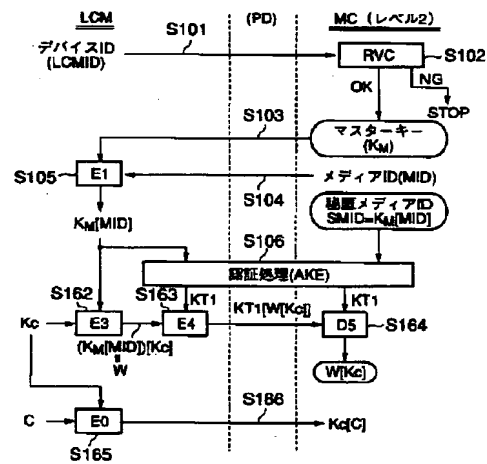 LCM
(PD)
MC (レベル2)
デバイスID
(LCMID)
S101
RVC
S102
OK
NG
STOP
S103
マスターキー
(KM)
S105
E1
S104
メディアID(MID)
KM[MID]
秘匿メディアID
SMID=KM[MID]
S106
認証処理(AKE)
S162
S163
KT1
KT1[W[Kc]]
KT1
Kc
E3
E4
D5
S164
(KM[MID])[Kc]
W
W[Kc]
C
E0
S165
S166
Kc[C]